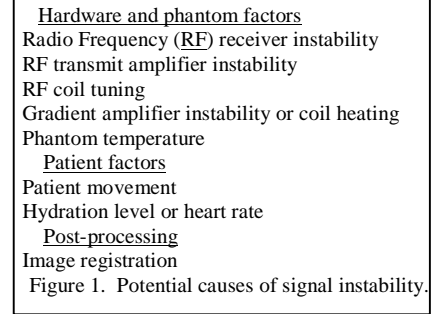 Hardware and phantom factors
Radio Frequency (RF) receiver instability
RF transmit amplifier instability
RF coil tuning
Gradient amplifier instability or coil heating
Phantom temperature
Patient factors
Patient movement
Hydration level or heart rate
Post-processing
Image registration
Figure 1. Potential causes of signal instability.